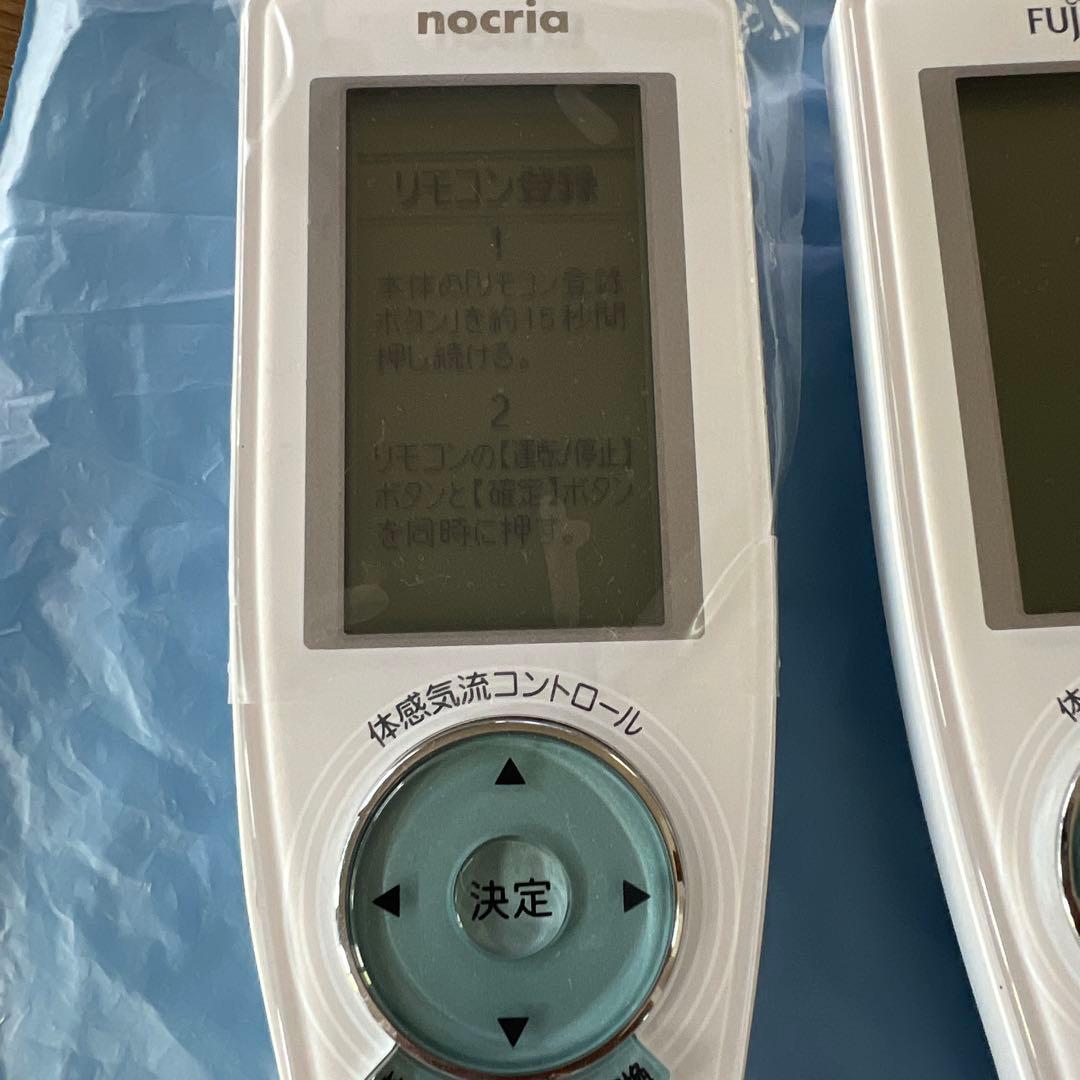 nocria
リモコン登録
1
本体の「リモコン登録
ボタン」を約15秒間
押し続ける。
2
リモコンの【運転/停止】
ボタンと【確定】ボタン
を同時に押す。
体感気流コントロール
決定
FUJ
体